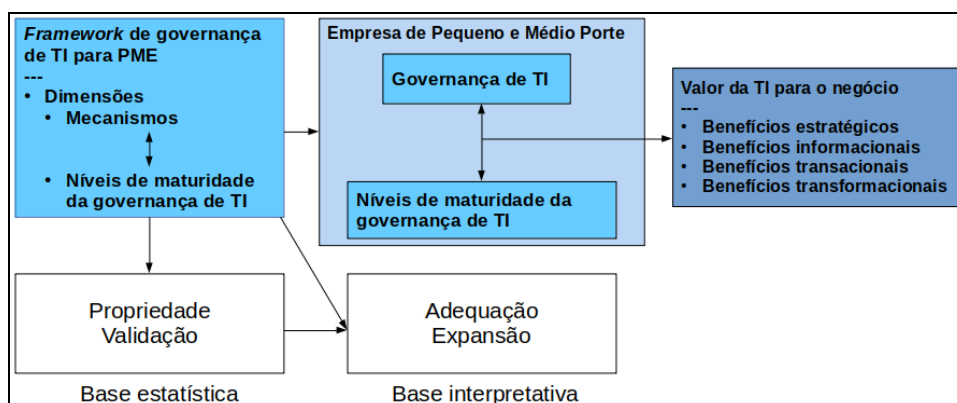 Framework de governança
de TI para PME
---
• Dimensões
• Mecanismos
• Níveis de maturidade
da governança de TI
Empresa de Pequeno e Médio Porte
Governança de TI
Níveis de maturidade da
governança de TI
Valor da TI para o negócio
---
• Benefícios estratégicos
• Benefícios informacionais
• Benefícios transacionais
• Benefícios transformacionais
Propriedade
Validação
Adequação
Expansão
Base estatística
Base interpretativa